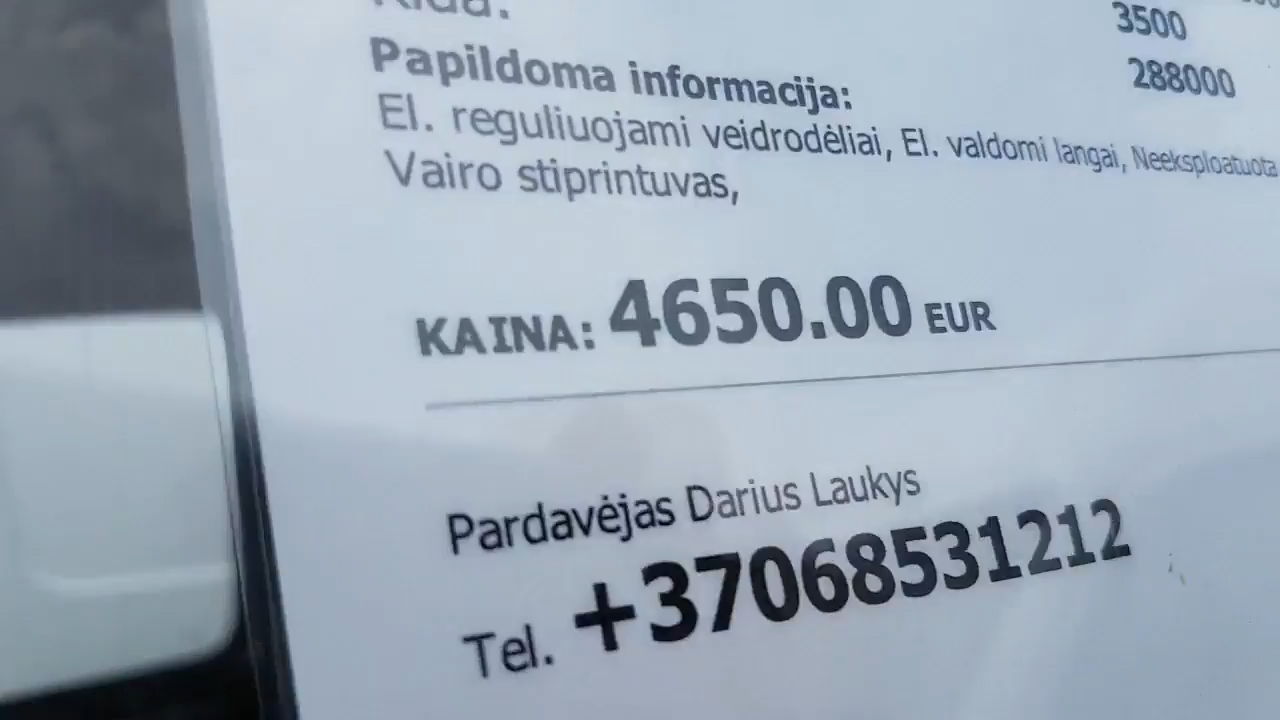 Rida:
3500
288000
Papildoma informacija:
El. reguliuojami veidrodėliai, El. valdomi langai, Neeksploatuota
Vairo stiprintuvas,
KAINA: 4650.00 EUR
Pardavėjas Darius Laukys
Tel. +37068531212